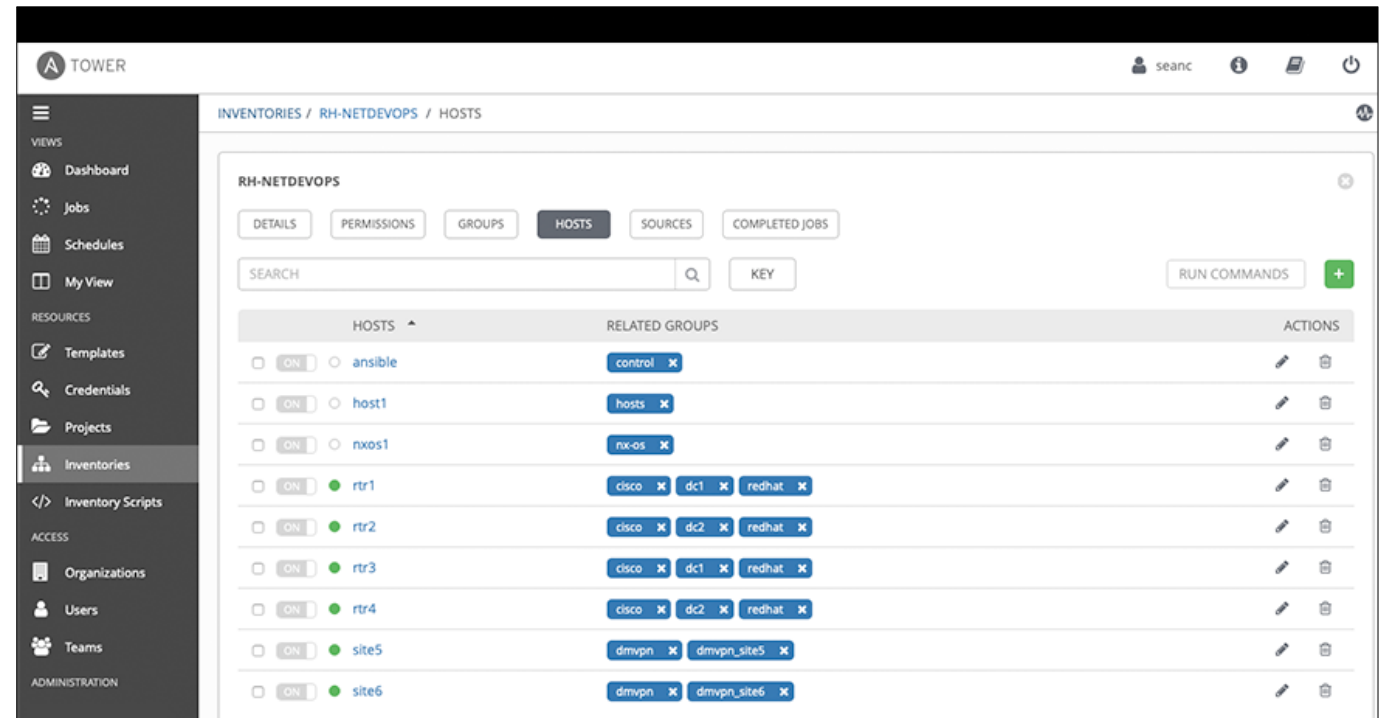 A TOWER
seanc
INVENTORIES / RH-NETDEVOPS / HOSTS
VIEWS
Dashboard
Jobs
Schedules
My View
RESOURCES
Templates
Credentials
Projects
Inventories
</> Inventory Scripts
ACCESS
Organizations
Users
Teams
ADMINISTRATION
RH-NETDEVOPS
DETAILS PERMISSIONS GROUPS HOSTS SOURCES COMPLETED JOBS
SEARCH KEY RUN COMMANDS +
HOSTS RELATED GROUPS ACTIONS
ON ansible control x
ON host1 hosts x
ON nxos1 nx-os x
ON rtr1 cisco x dc1 x redhat x
ON rtr2 cisco x dc2 x redhat x
ON rtr3 cisco x dc1 x redhat x
ON rtr4 cisco x dc2 x redhat x
ON site5 dmvpn x dmvpn_site5 x
ON site6 dmvpn x dmvpn_site6 x